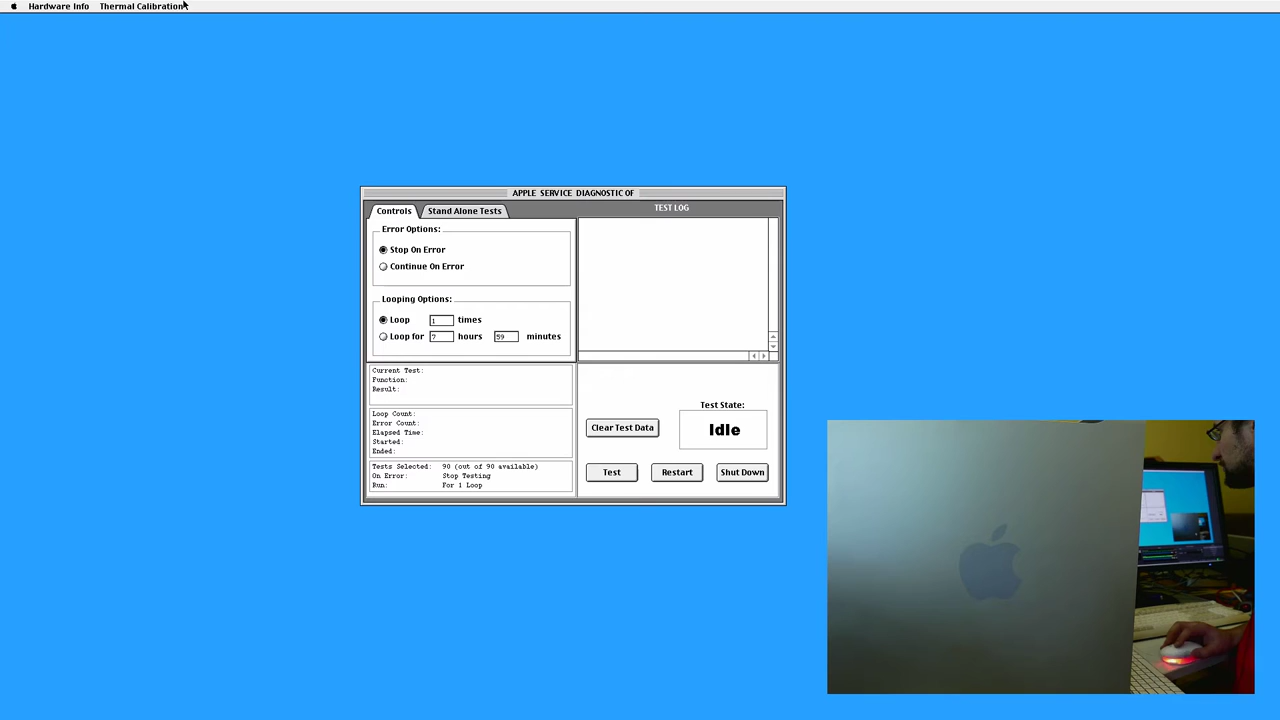 Hardware Info Thermal Calibration
APPLE SERVICE DIAGNOSTIC OF
Controls Stand Alone Tests
TEST LOG
Error Options:
Stop On Error
Continue On Error
Looping Options:
Loop 1 times
Loop for 7 hours 59 minutes
Current Test:
Function:
Result:
Loop Count:
Error Count:
Elapsed Time:
Started:
Ended:
Tests Selected: 90 (out of 90 available)
On Error: Stop Testing
Run: For 1 Loop
Test State:
Clear Test Data
Idle
Test Restart Shut Down